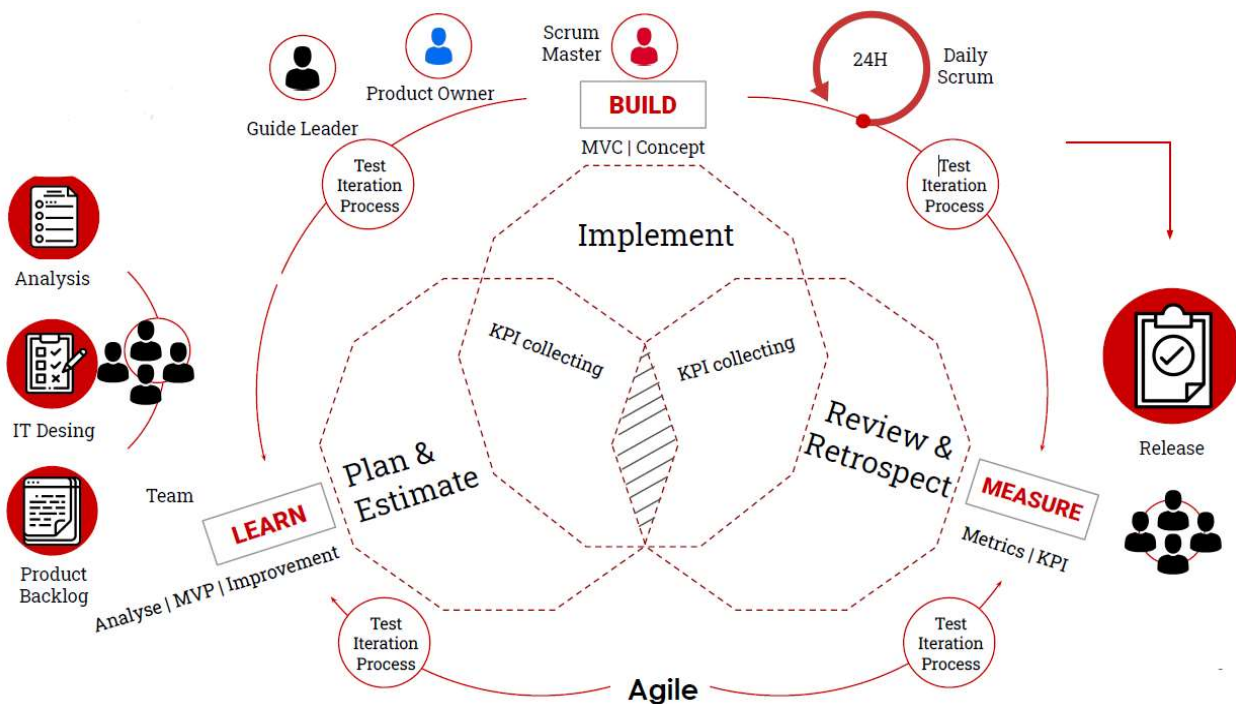 Scrum
Master
24H
Daily
Scrum
Product Owner
Guide Leader
BUILD
MVC | Concept
Test
Iteration
Process
Test
Iteration
Process
Implement
Analysis
KPI collecting
KPI collecting
IT Desing
Plan &
Estimate
Review &
Retrospect
Release
Team
LEARN
MEASURE
Product
Backlog
Analyse | MVP | Improvement
Metrics | KPI
Test
Iteration
Process
Test
Iteration
Process
Agile